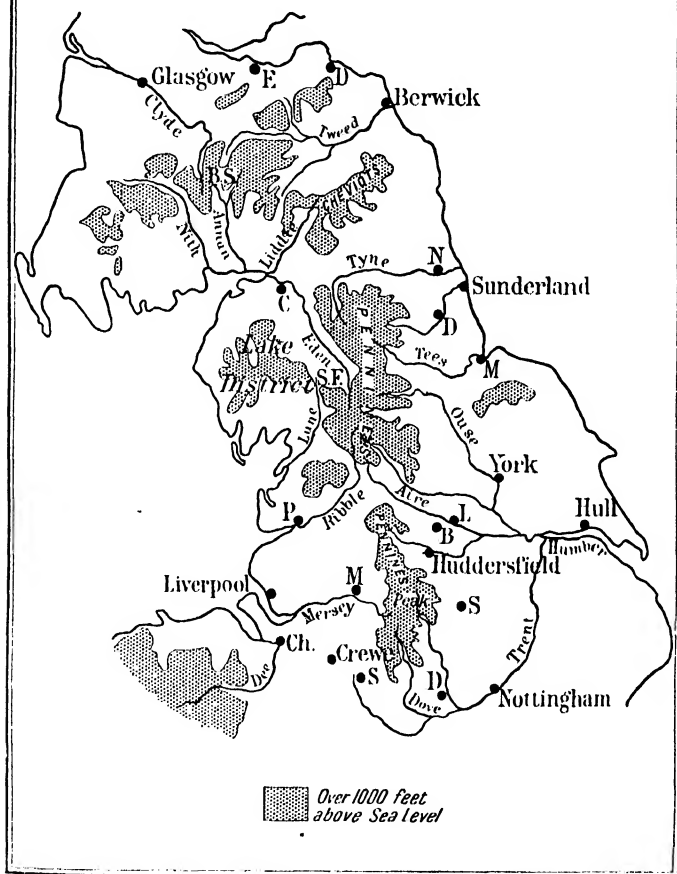 Glasgow
E
D
Berwick
Clyde
Tweed
B.S.
CHEVIOTS
Nith
Annan
Liddle
Tyne
N
Sunderland
C
D
PENNINES
Eden
Tees
M
Lake
District
S.F.
Lune
Ouse
York
Aire
P
Ribble
L
B
Hull
Humber
PENNINES
Huddersfield
Liverpool
M
Mersey
Peak
S
Ch.
Crewe
Trent
Dee
S
D
Dove
Nottingham
Over 1000 feet
above Sea Level